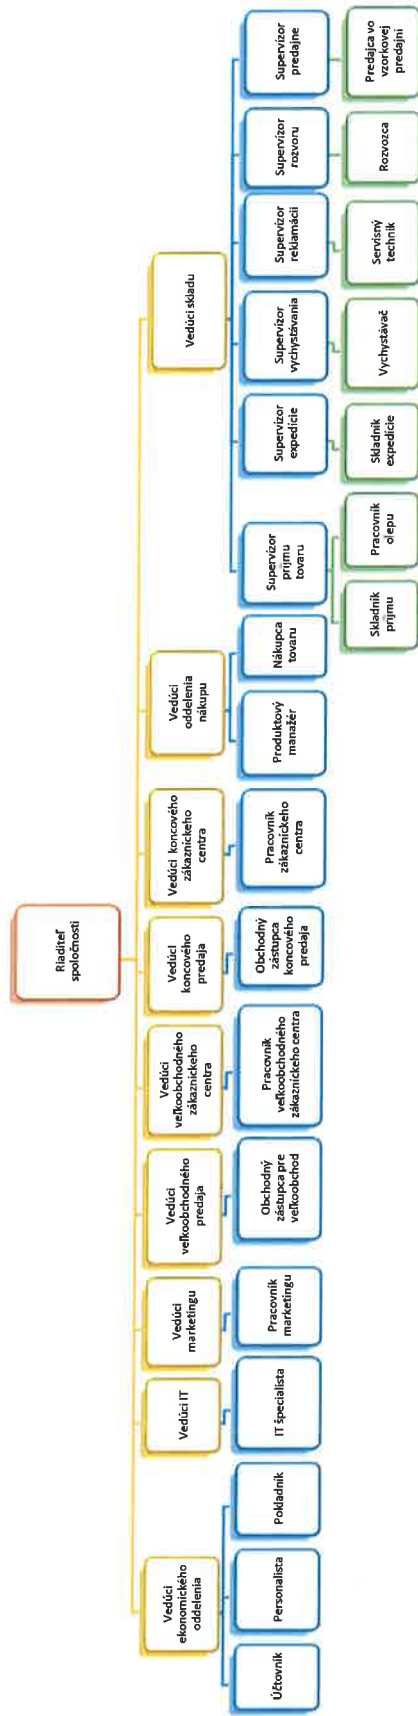 Riaditeľ
spoločnosti
Vedúci
ekonomického
oddelenia
Vedúci IT
Vedúci
marketingu
Vedúci
veľkoobchodného
predaja
Vedúci
veľkoobchodného
zákazníckeho
centra
Vedúci
koncového
predaja
Vedúci koncového
zákazníckeho
centra
Vedúci
oddelenia
nákupu
Vedúci skladu
Účtovník
Personalista
Pokladník
IT špecialista
Pracovník
marketingu
Obchodný
zástupca pre
veľkoobchod
Pracovník
veľkoobchodného
zákazníckeho centra
Obchodný
zástupca
koncového
predaja
Pracovník
zákazníckeho
centra
Produktový
manažér
Nákupca
tovaru
Supervízor
príjmu
tovaru
Supervízor
expedície
Supervízor
vychystávania
Supervízor
reklamácií
Supervízor
rozvoru
Supervízor
predajne
Skladník
príjmu
Pracovník
olepu
Skladník
expedície
Vychystávač
Servisný
technik
Rozvozca
Predajca vo
vzorkovej
predajni